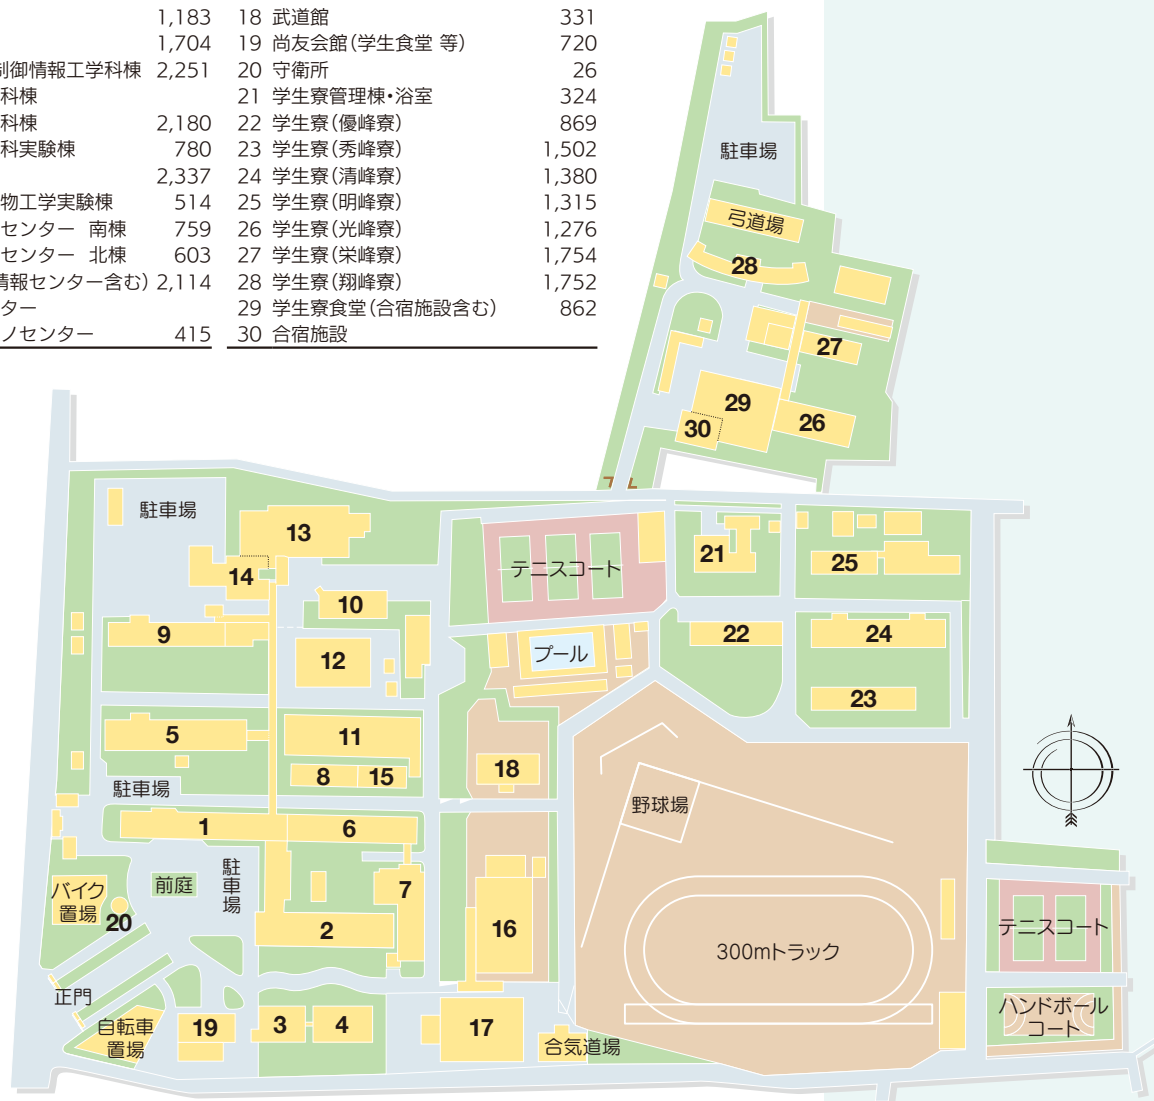 1,183
1,704
制御情報工学科棟 2,251
科棟
科棟 2,180
科実験棟 780
2,337
物工学実験棟 514
センター 南棟 759
センター 北棟 603
情報センター含む) 2,114
ター
ノセンター 415
18 武道館 331
19 尚友会館(学生食堂 等) 720
20 守衛所 26
21 学生寮管理棟・浴室 324
22 学生寮(優峰寮) 869
23 学生寮(秀峰寮) 1,502
24 学生寮(清峰寮) 1,380
25 学生寮(明峰寮) 1,315
26 学生寮(光峰寮) 1,276
27 学生寮(栄峰寮) 1,754
28 学生寮(翔峰寮) 1,752
29 学生寮食堂(合宿施設含む) 862
30 合宿施設
駐車場
弓道場
28
27
29
26
30
駐車場
13
14
テニスコート
21
25
10
9
12
プール
22
24
23
5
11
8
15
18
駐車場
野球場
1
6
駐車場
前庭
バイク
置場
20
7
2
16
300mトラック
テニスコート
正門
自転車
置場
19
3
4
17
合気道場
ハンドボール
コート